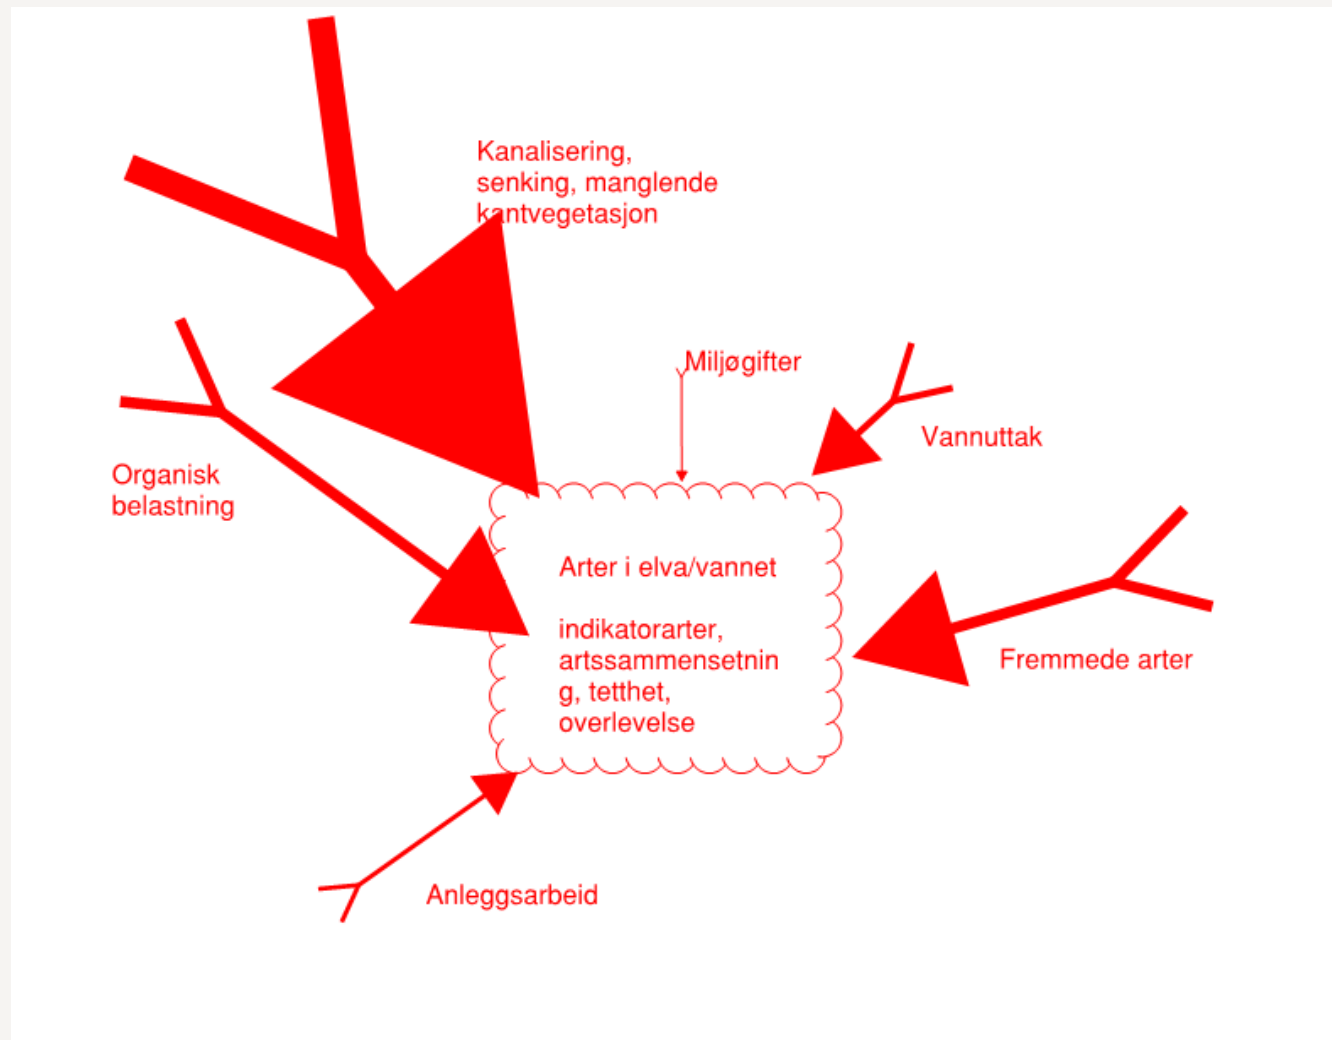 Kanalisering,
senking, manglende
kantvegetasjon
Miljøgifter
Vannuttak
Organisk
belastning
Arter i elva/vannet
indikatorarter,
artssammensetnin
g, tetthet,
overlevelse
Fremmede arter
Anleggsarbeid